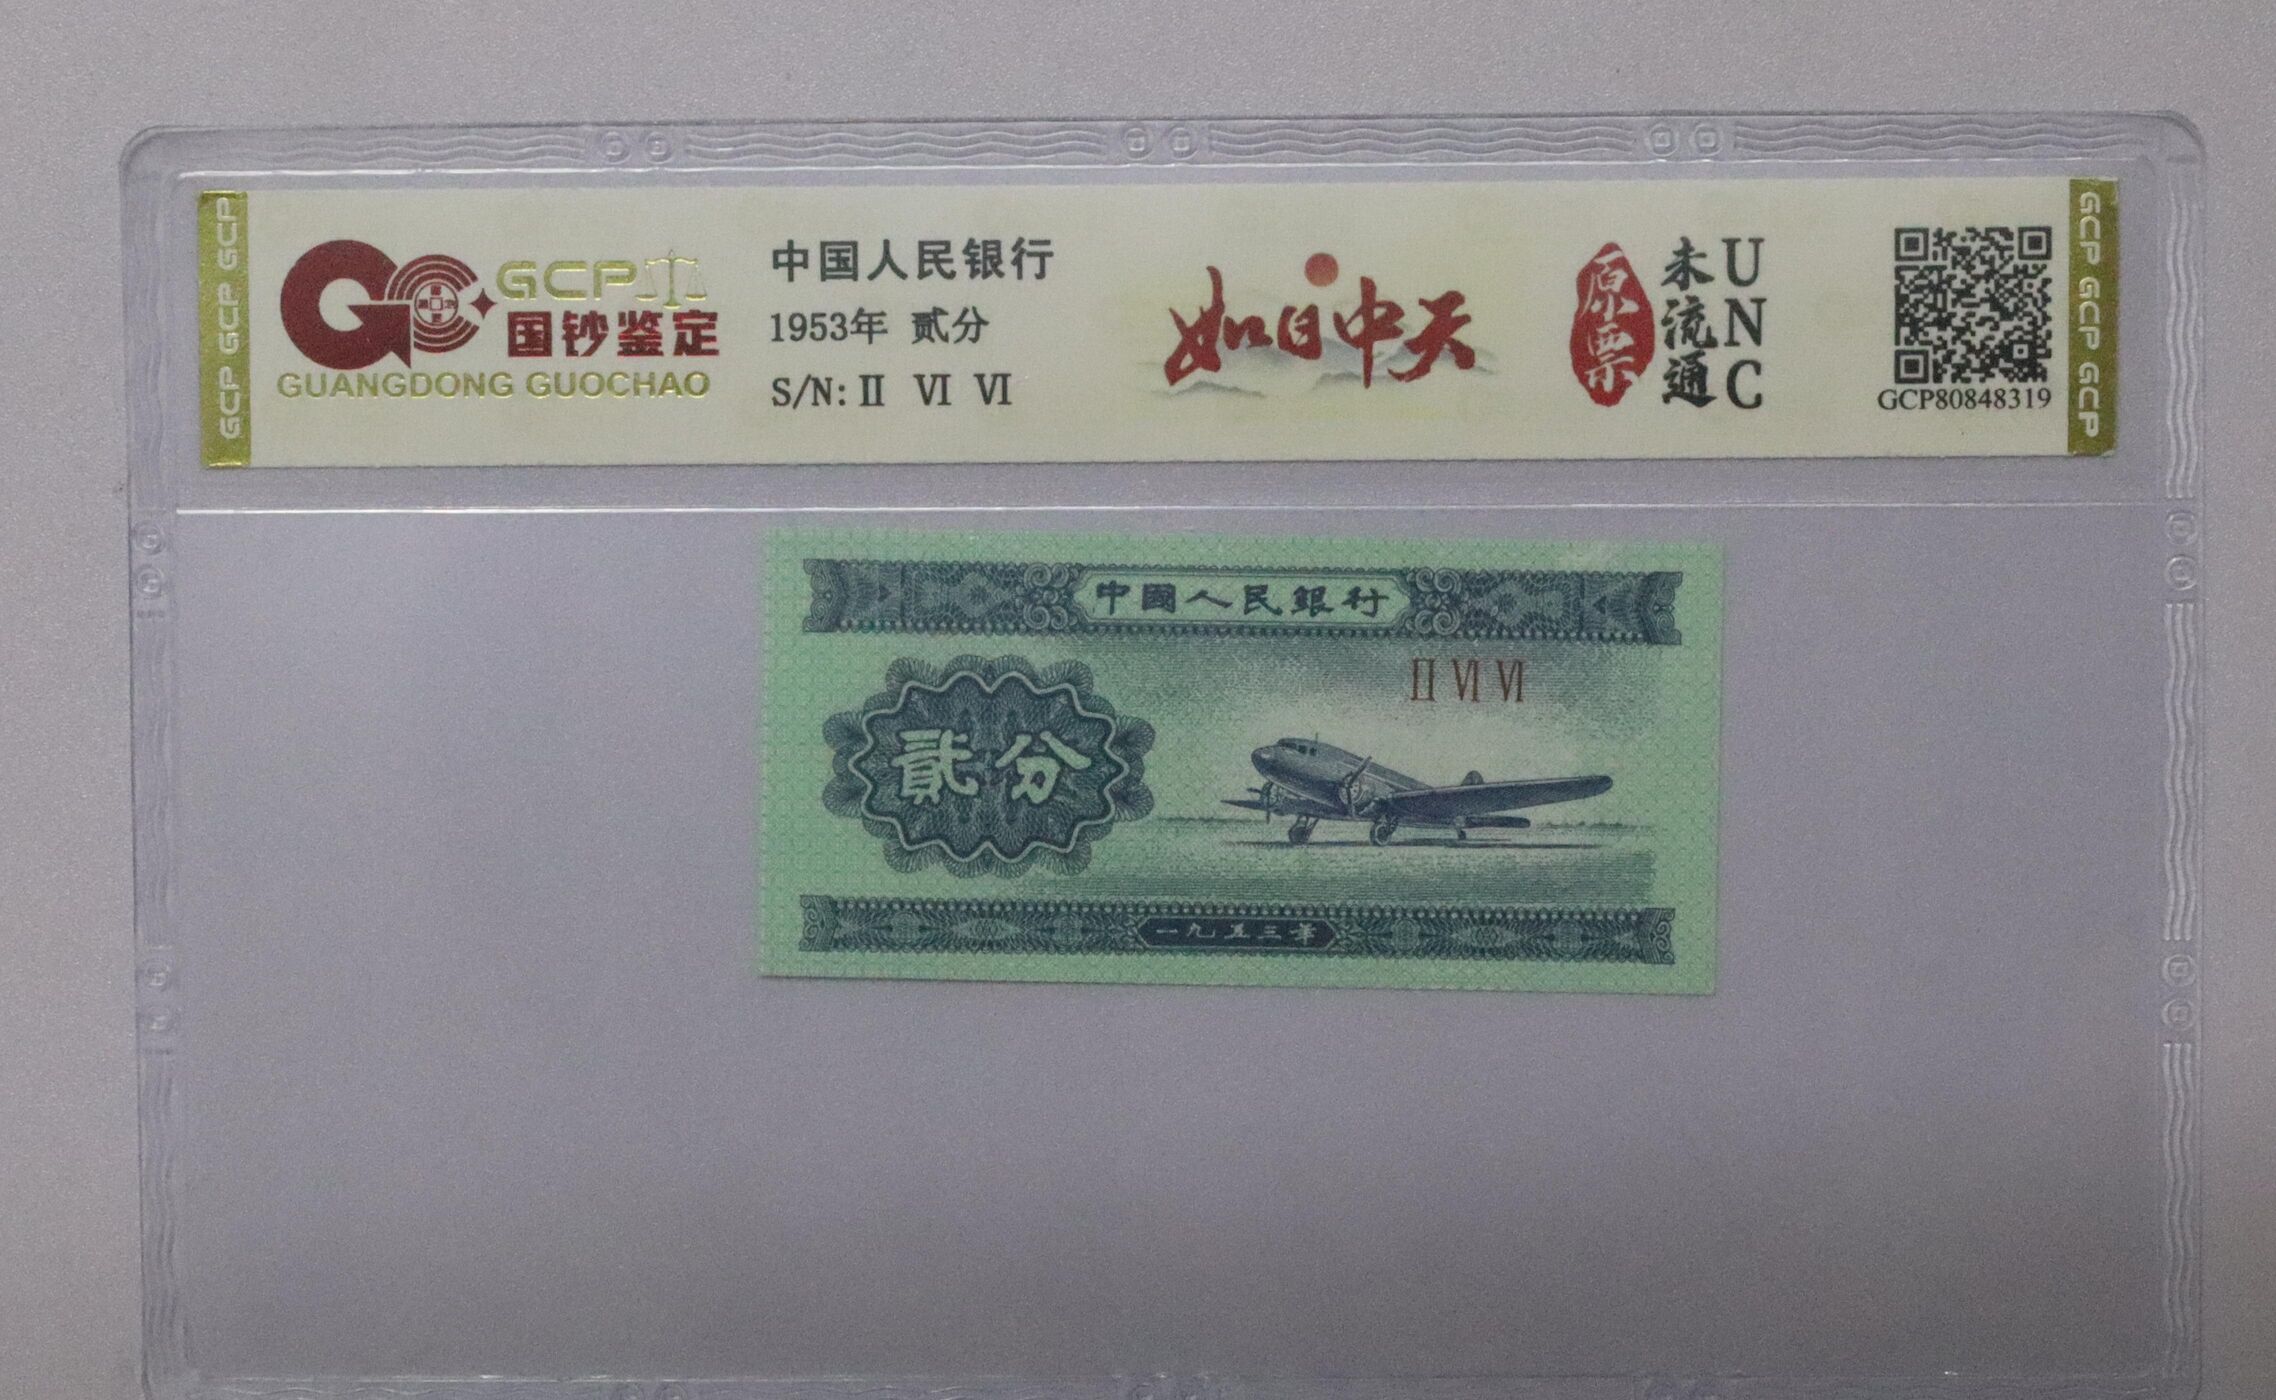 GCP GCP GCP
GCP
国钞鉴定
GUANGDONG GUOCHAO
中国人民银行
1953年 贰分
S/N: Ⅱ Ⅵ Ⅵ
如日中天
原票
未流通
UNC
GCP80848319
GCP GCP GCP
中國人民銀行
Ⅱ Ⅵ Ⅵ
貳分
一九五三年